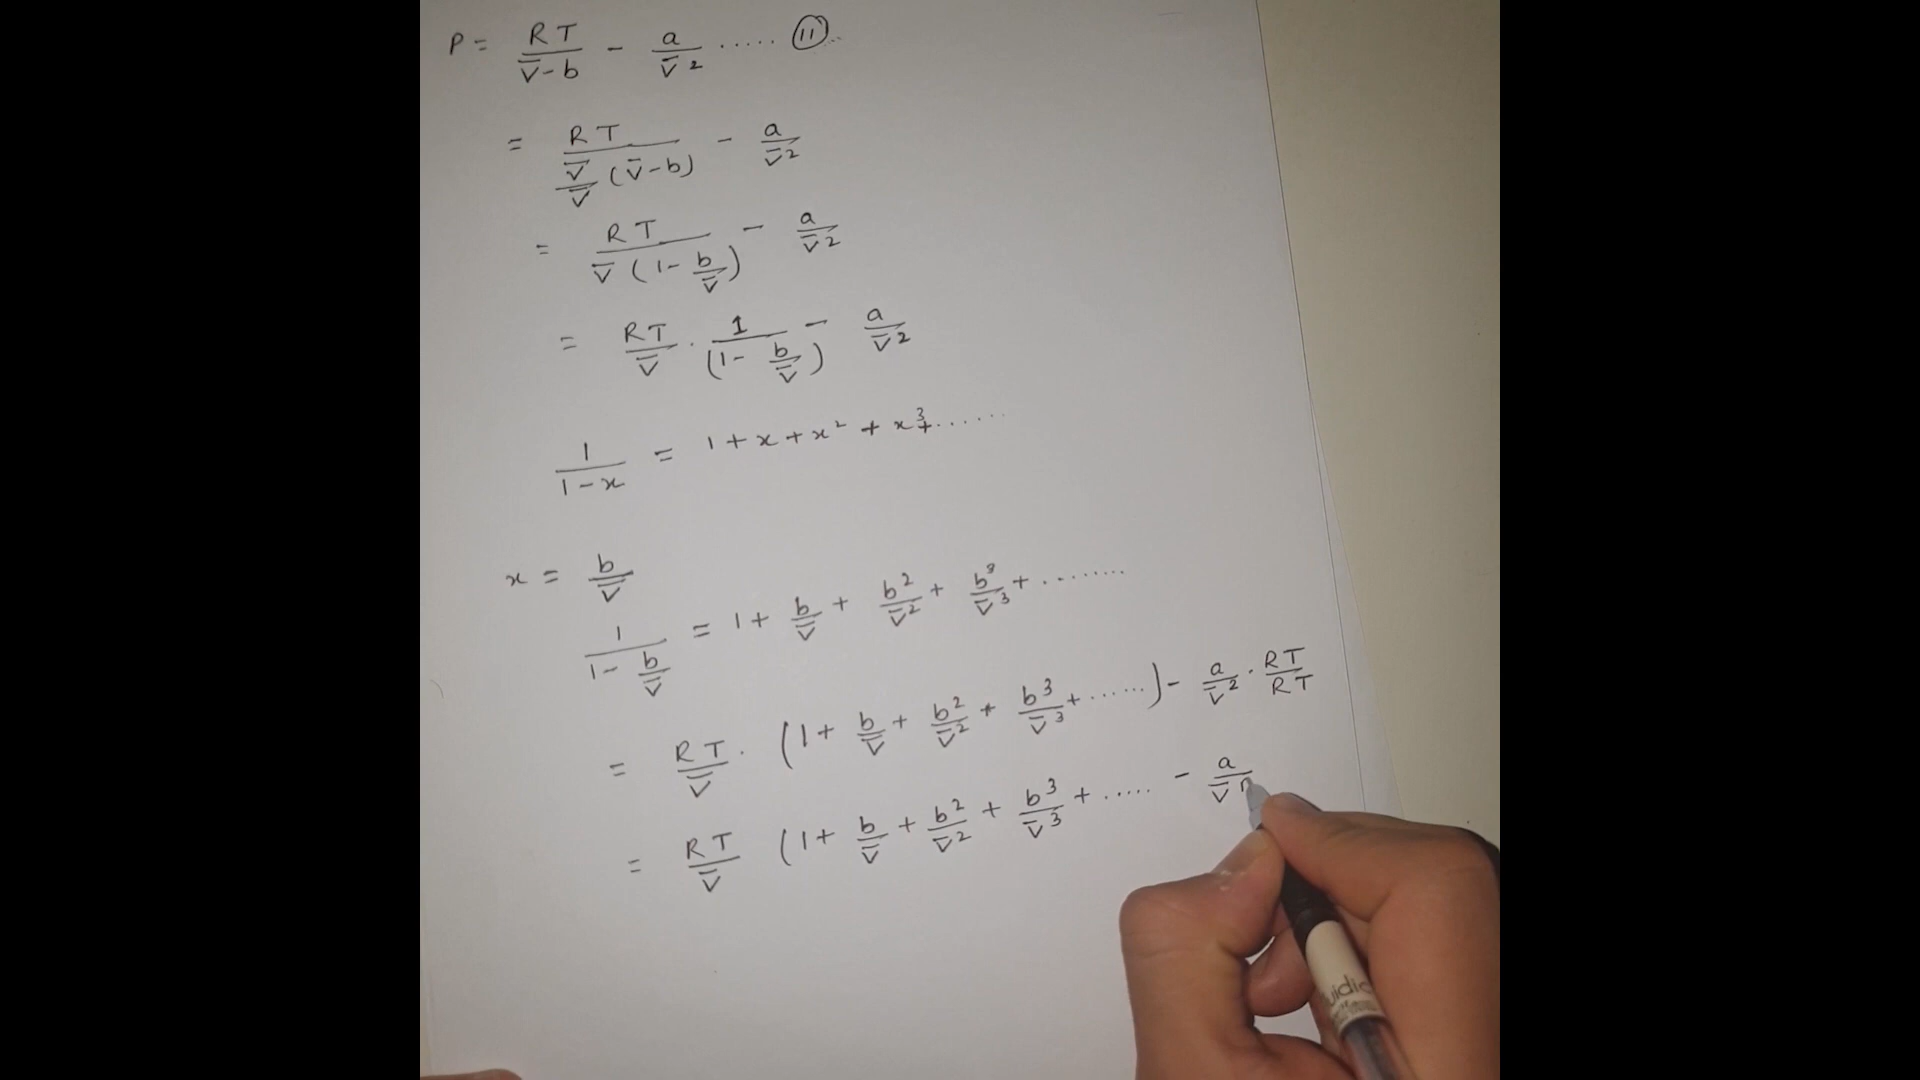 P = RT/(V̅-b) - a/V̅² ..... (11)..
= RT/(V̅/V̅ (V̅-b)) - a/V̅²
= RT/(V̅ (1 - b/V̅)) - a/V̅²
= RT/V̅ . 1/(1 - b/V̅) - a/V̅²
1/(1-x) = 1 + x + x² + x³ + ......
x = b/V̅
1/(1 - b/V̅) = 1 + b/V̅ + b²/V̅² + b³/V̅³ + ........
= RT/V̅ . (1 + b/V̅ + b²/V̅² + b³/V̅³ + ......) - a/V̅² . RT/RT
= RT/V̅ (1 + b/V̅ + b²/V̅² + b³/V̅³ + ..... - a/V̅
uidic